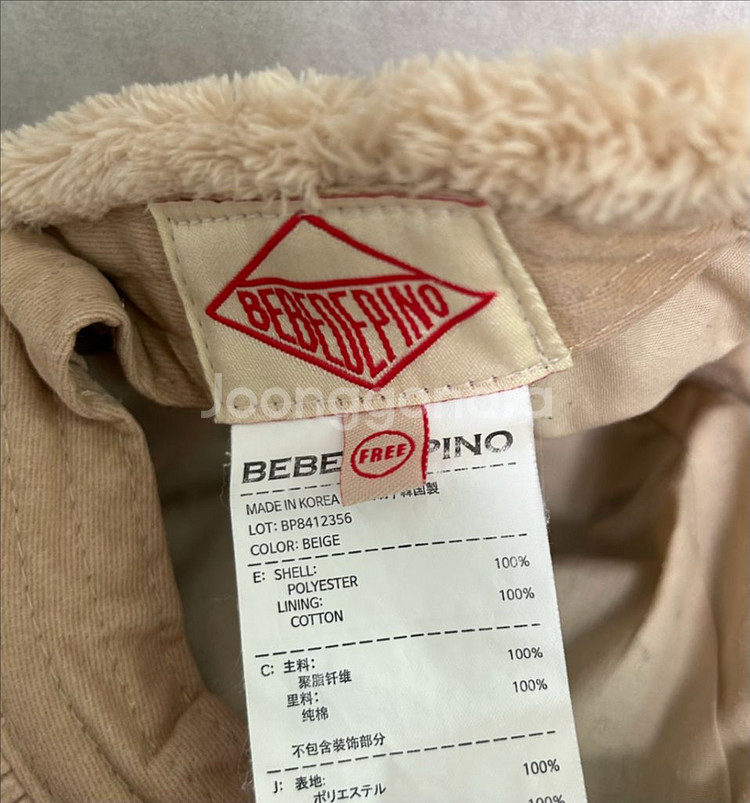 BEBEDEPINO
Joonggonara
FREE
BEBE PINO
MADE IN KOREA 韓国製
LOT: BP8412356
COLOR: BEIGE
E: SHELL: 100%
POLYESTER
LINING: 100%
COTTON
C: 主料: 100%
聚脂钎维
里料: 100%
纯棉
不包含装饰部分
J: 表地: 100%
ポリエステル
100%